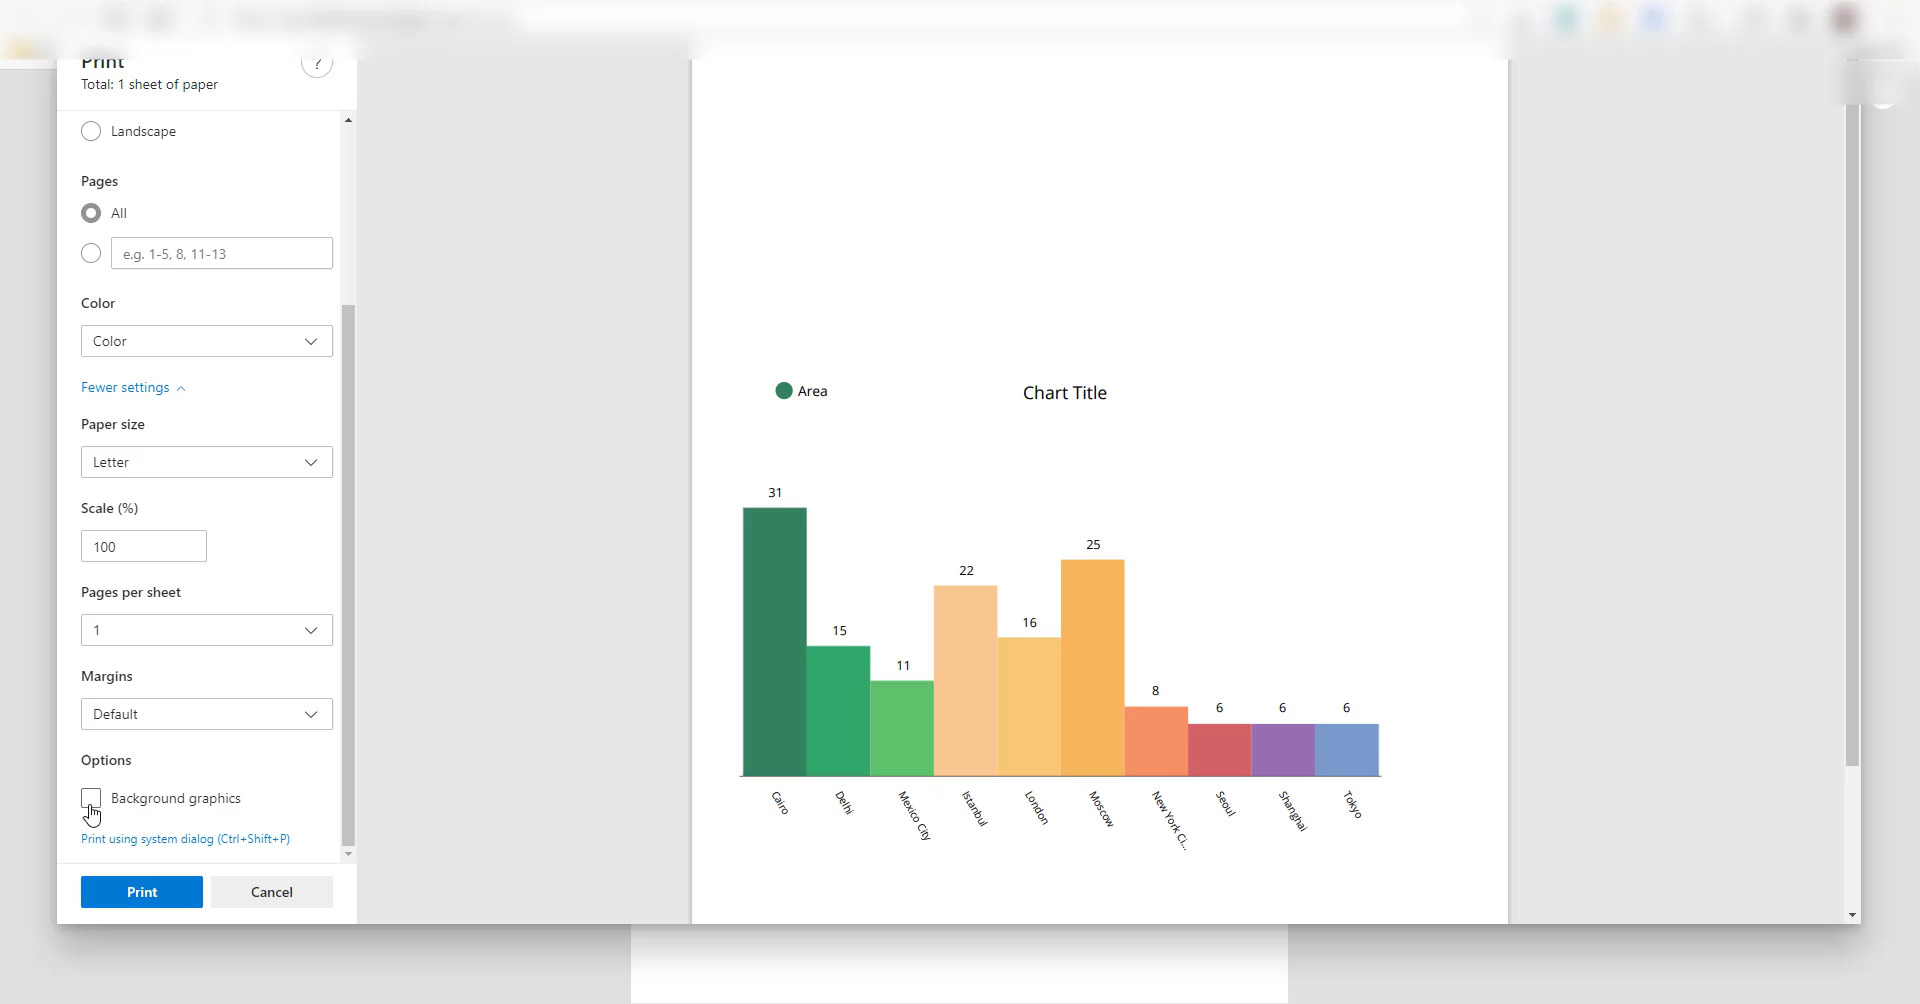 Print
?
Total: 1 sheet of paper
Landscape
Pages
All
e.g. 1-5, 8, 11-13
Color
Color
Fewer settings
Paper size
Letter
Scale (%)
100
Pages per sheet
1
Margins
Default
Options
Background graphics
Print using system dialog (Ctrl+Shift+P)
Print
Cancel
Area
Chart Title
31
15
11
22
16
25
8
6
6
6
Cairo
Delhi
Mexico City
Istanbul
London
Moscow
New York Ci...
Seoul
Shanghai
Tokyo